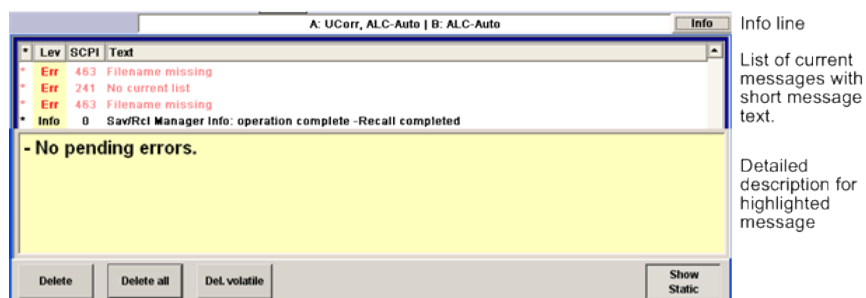 A: UCorr, ALC-Auto | B: ALC-Auto
Info
Info line
* Lev SCPI Text
* Err 463 Filename missing
* Err 241 No current list
* Err 463 Filename missing
* Info 0 Sav/Rcl Manager Info: operation complete -Recall completed
List of current
messages with
short message
text.
- No pending errors.
Detailed
description for
highlighted
message
Delete
Delete all
Del. volatile
Show
Static